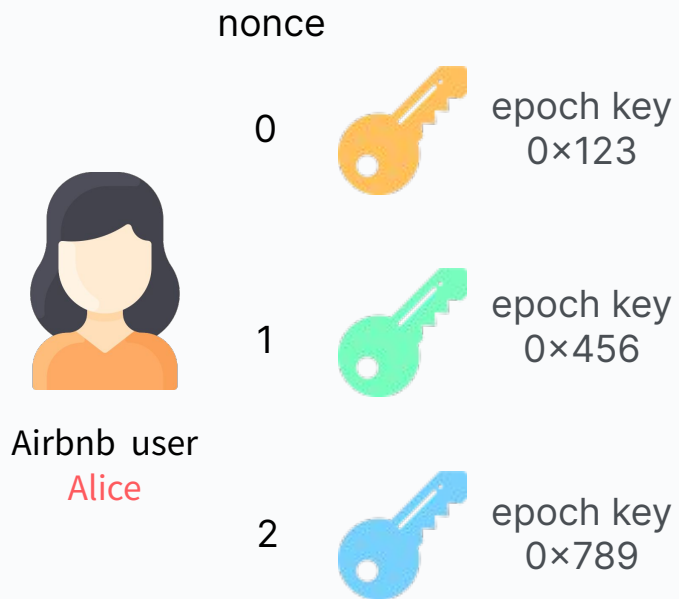 nonce
0
epoch key
0×123
1
epoch key
0×456
Airbnb user
Alice
2
epoch key
0×789